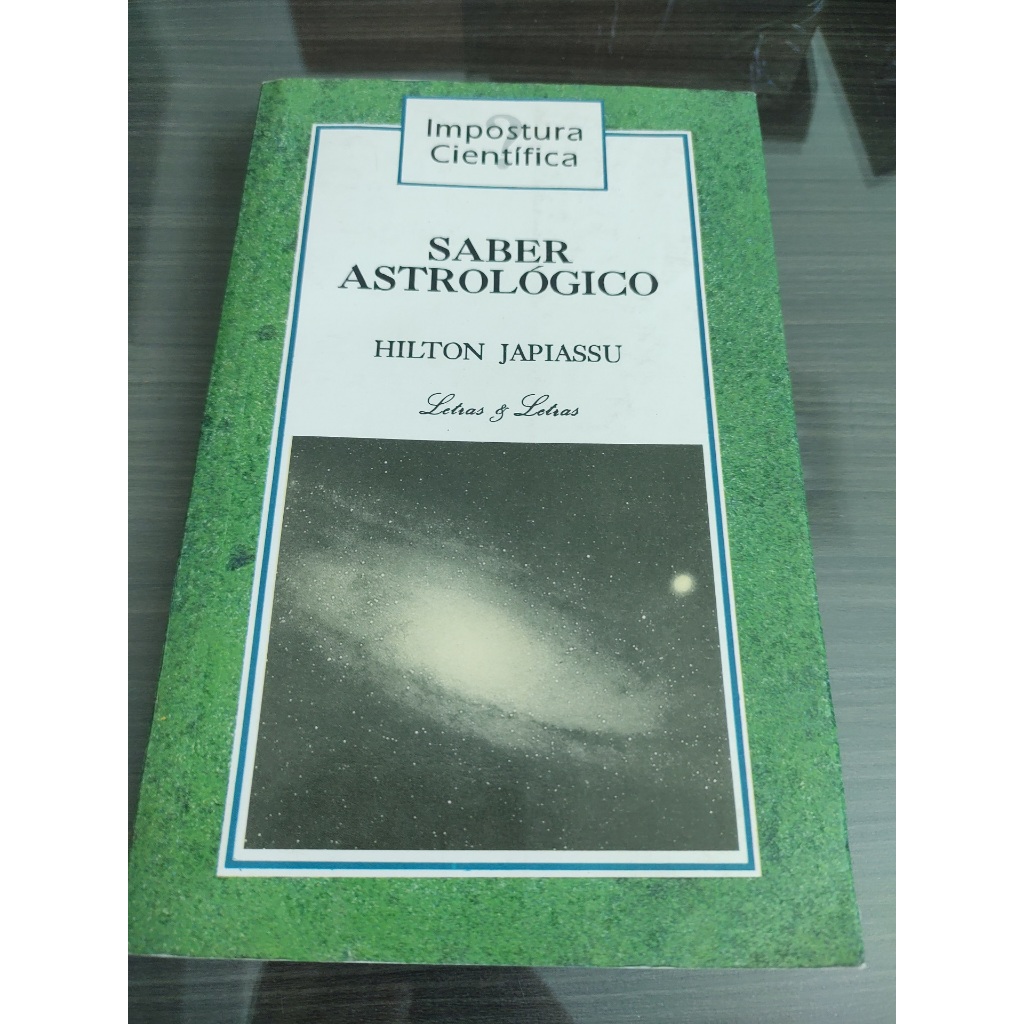 ?
Impostura
Científica
SABER
ASTROLÓGICO
HILTON JAPIASSU
Letras & Letras